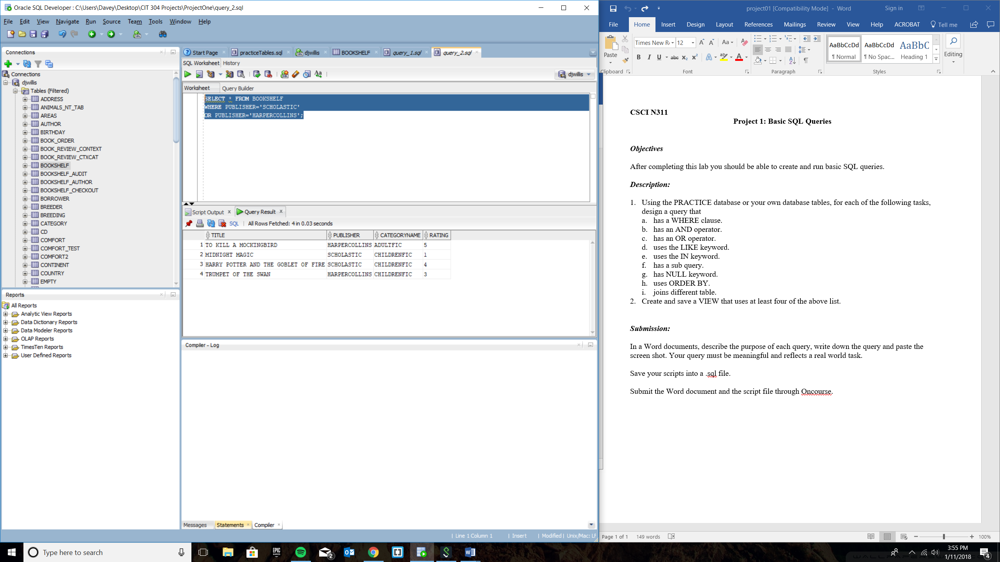 Oracle SQL Developer : C:\Users\Davey\Desktop\CIT 304 Projects\ProjectOne\query_2.sql
File Edit View Navigate Run Source Team Tools Window Help
Connections
Connections
djwillis
Tables (Filtered)
ADDRESS
ANIMALS_NT_TAB
AREAS
AUTHOR
BIRTHDAY
BOOK_ORDER
BOOK_REVIEW_CONTEXT
BOOK_REVIEW_CTXCAT
BOOKSHELF
BOOKSHELF_AUDIT
BOOKSHELF_AUTHOR
BOOKSHELF_CHECKOUT
BORROWER
BREEDER
BREEDING
CATEGORY
CD
COMFORT
COMFORT_TEST
COMFORT2
CONTINENT
COUNTRY
EMPTY
Reports
All Reports
Analytic View Reports
Data Dictionary Reports
Data Modeler Reports
OLAP Reports
TimesTen Reports
User Defined Reports
Start Page practiceTables.sql djwillis BOOKSHELF query_1.sql query_2.sql
SQL Worksheet History
djwillis
Worksheet Query Builder
SELECT * FROM BOOKSHELF
WHERE PUBLISHER='SCHOLASTIC'
OR PUBLISHER='HARPERCOLLINS';
Script Output x Query Result x
SQL | All Rows Fetched: 4 in 0.03 seconds
TITLE PUBLISHER CATEGORYNAME RATING
1 TO KILL A MOCKINGBIRD HARPERCOLLINS ADULTFIC 5
2 MIDNIGHT MAGIC SCHOLASTIC CHILDRENFIC 1
3 HARRY POTTER AND THE GOBLET OF FIRE SCHOLASTIC CHILDRENFIC 4
4 TRUMPET OF THE SWAN HARPERCOLLINS CHILDRENFIC 3
Compiler - Log
Messages Statements Compiler
| Line 1 Column 1 | Insert | Modified | Unix/Mac: LF
project01 [Compatibility Mode] - Word Sign in
File Home Insert Design Layout References Mailings Review View Help ACROBAT Tell me
Paste
Times New R 12 Aa
B I U abc X₂ X² A ab A
AaBbCcDd AaBbCcDd AaBbC
¶ Normal ¶ No Spac... Heading 1
Editing
Clipboard Font Paragraph Styles
CSCI N311
Project 1: Basic SQL Queries
Objectives
After completing this lab you should be able to create and run basic SQL queries.
Description:
1. Using the PRACTICE database or your own database tables, for each of the following tasks,
design a query that
a. has a WHERE clause.
b. has an AND operator.
c. has an OR operator.
d. uses the LIKE keyword.
e. uses the IN keyword.
f. has a sub query.
g. has NULL keyword.
h. uses ORDER BY.
i. joins different table.
2. Create and save a VIEW that uses at least four of the above list.
Submission:
In a Word documents, describe the purpose of each query, write down the query and paste the
screen shot. Your query must be meaningful and reflects a real world task.
Save your scripts into a .sql file.
Submit the Word document and the script file through Oncourse.
Page 1 of 1 149 words 100%
Type here to search
EPIC GAMES
2
3:55 PM
1/11/2018
4